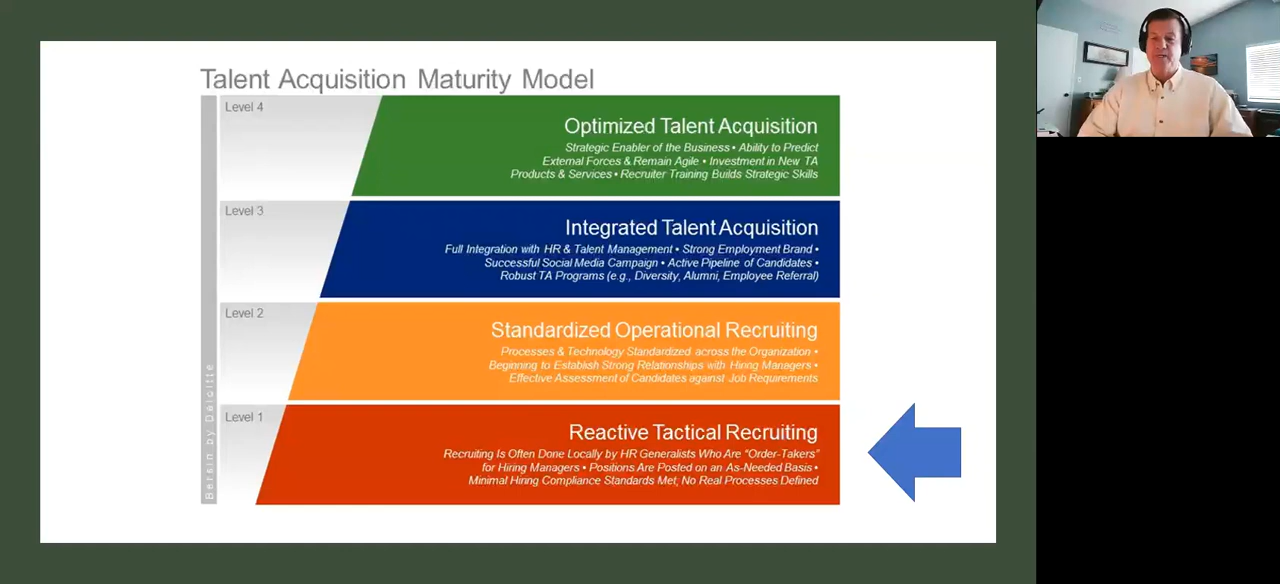 Talent Acquisition Maturity Model
Level 4
Optimized Talent Acquisition
Strategic Enabler of the Business • Ability to Predict
External Forces & Remain Agile • Investment in New TA
Products & Services • Recruiter Training Builds Strategic Skills
Level 3
Integrated Talent Acquisition
Full Integration with HR & Talent Management • Strong Employment Brand •
Successful Social Media Campaign • Active Pipeline of Candidates •
Robust TA Programs (e.g., Diversity, Alumni, Employee Referral)
Level 2
Standardized Operational Recruiting
Processes & Technology Standardized across the Organization •
Beginning to Establish Strong Relationships with Hiring Managers •
Effective Assessment of Candidates against Job Requirements
Level 1
Reactive Tactical Recruiting
Recruiting Is Often Done Locally by HR Generalists Who Are "Order-Takers"
for Hiring Managers • Positions Are Posted on an As-Needed Basis •
Minimal Hiring Compliance Standards Met; No Real Processes Defined
Bersin by Deloitte